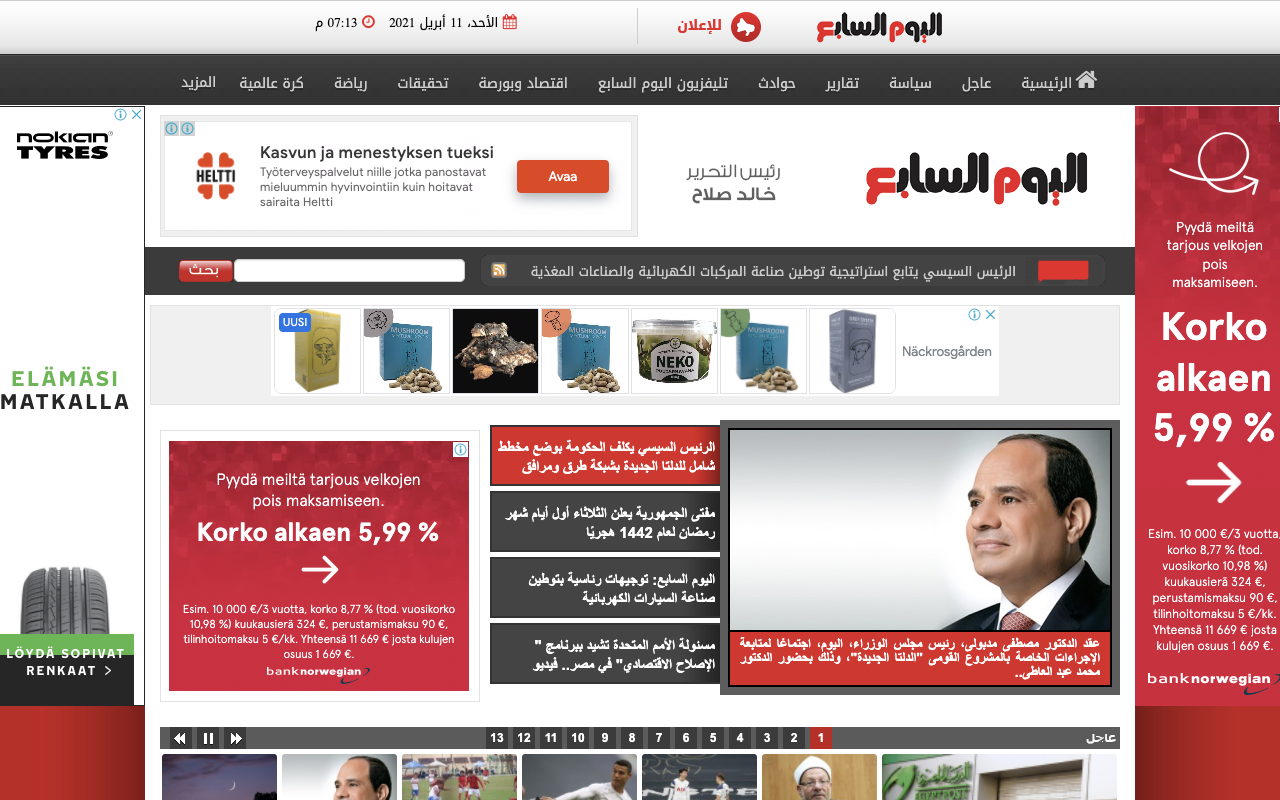 اليوم السابع
للإعلان
الأحد، 11 أبريل 2021
07:13 م
الرئيسية
عاجل
سياسة
تقارير
حوادث
تليفزيون اليوم السابع
اقتصاد وبورصة
تحقيقات
رياضة
كرة عالمية
المزيد
nokian
TYRES
ELÄMÄSI
MATKALLA
LÖYDÄ SOPIVAT
RENKAAT >
HELTTI
Kasvun ja menestyksen tueksi
Työterveyspalvelut niille jotka panostavat
mieluummin hyvinvointiin kuin hoitavat
sairaita Heltti
Avaa
رئيس التحرير
خالد صلاح
اليوم السابع
الرئيس السيسي يتابع استراتيجية توطين صناعة المركبات الكهربائية والصناعات المغذية
بحث
UUSI
MUSHROOM
MUSHROOM
NEKO
MUSHROOM
Näckrosgården
Pyydä meiltä
tarjous velkojen
pois
maksamiseen.
Korko
alkaen
5,99 %
Esim. 10 000 €/3 vuotta,
korko 8,77 % (tod.
vuosikorko
10,98 %)
kuukausierä 324 €,
perustamismaksu 90 €,
tilinhoitomaksu 5 €/kk.
Yhteensä 11 669 € josta
kulujen osuus 1 669 €.
bank norwegian
عقد الدكتور مصطفى مدبولى، رئيس مجلس الوزراء، اليوم، اجتماعًا لمتابعة
الإجراءات الخاصة بالمشروع القومى "الدلتا الجديدة"، وذلك بحضور الدكتور
محمد عبد العاطى..
الرئيس السيسي يكلف الحكومة بوضع مخطط
شامل للدلتا الجديدة بشبكة طرق ومرافق
مفتى الجمهورية يعلن الثلاثاء أول أيام شهر
رمضان لعام 1442 هجريًا
اليوم السابع: توجيهات رئاسية بتوطين
صناعة السيارات الكهربائية
مسئولة الأمم المتحدة تشيد ببرنامج "
الإصلاح الاقتصادي" في مصر.. فيديو
Pyydä meiltä tarjous velkojen
pois maksamiseen.
Korko alkaen 5,99 %
Esim. 10 000 €/3 vuotta, korko 8,77 % (tod. vuosikorko
10,98 %) kuukausierä 324 €, perustamismaksu 90 €,
tilinhoitomaksu 5 €/kk. Yhteensä 11 669 € josta kulujen
osuus 1 669 €.
bank norwegian
عاجل
1 2 3 4 5 6 7 8 9 10 11 12 13